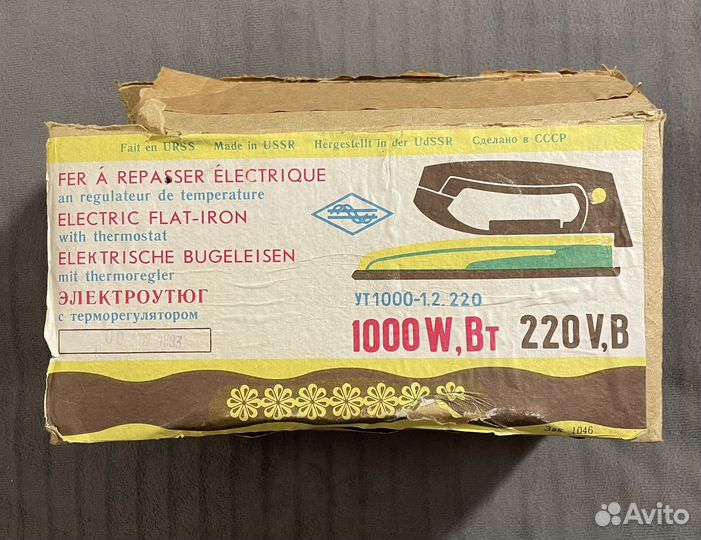 Fait en URSS Made in USSR Hergestellt in der UdSSR Сделано в СССР
FER Á REPASSER ÉLECTRIQUE
an regulateur de temperature
ELECTRIC FLAT-IRON
with thermostat
ELEKTRISCHE BUGELEISEN
mit thermoregler
ЭЛЕКТРОУТЮГ
с терморегулятором
УТ1000-1,2. 220
1000 W, Вт 220 V, В
Зак. 1046
Avito